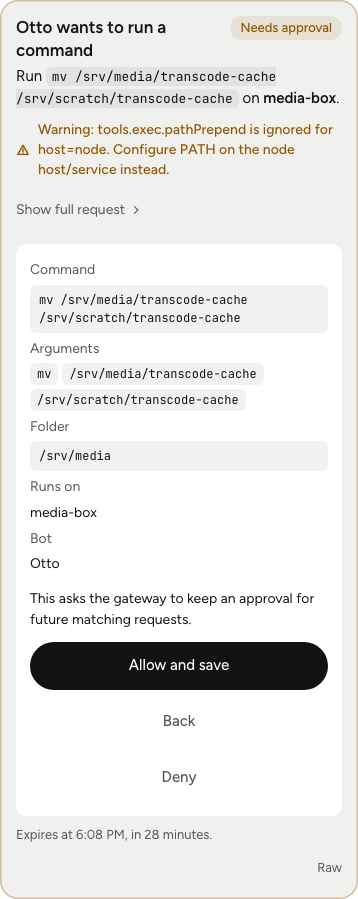 Otto wants to run a
command
Needs approval
Run mv /srv/media/transcode-cache
/srv/scratch/transcode-cache on media-box.
Warning: tools.exec.pathPrepend is ignored for
host=node. Configure PATH on the node
host/service instead.
Show full request
Command
mv /srv/media/transcode-cache
/srv/scratch/transcode-cache
Arguments
mv /srv/media/transcode-cache
/srv/scratch/transcode-cache
Folder
/srv/media
Runs on
media-box
Bot
Otto
This asks the gateway to keep an approval for
future matching requests.
Allow and save
Back
Deny
Expires at 6:08 PM, in 28 minutes.
Raw